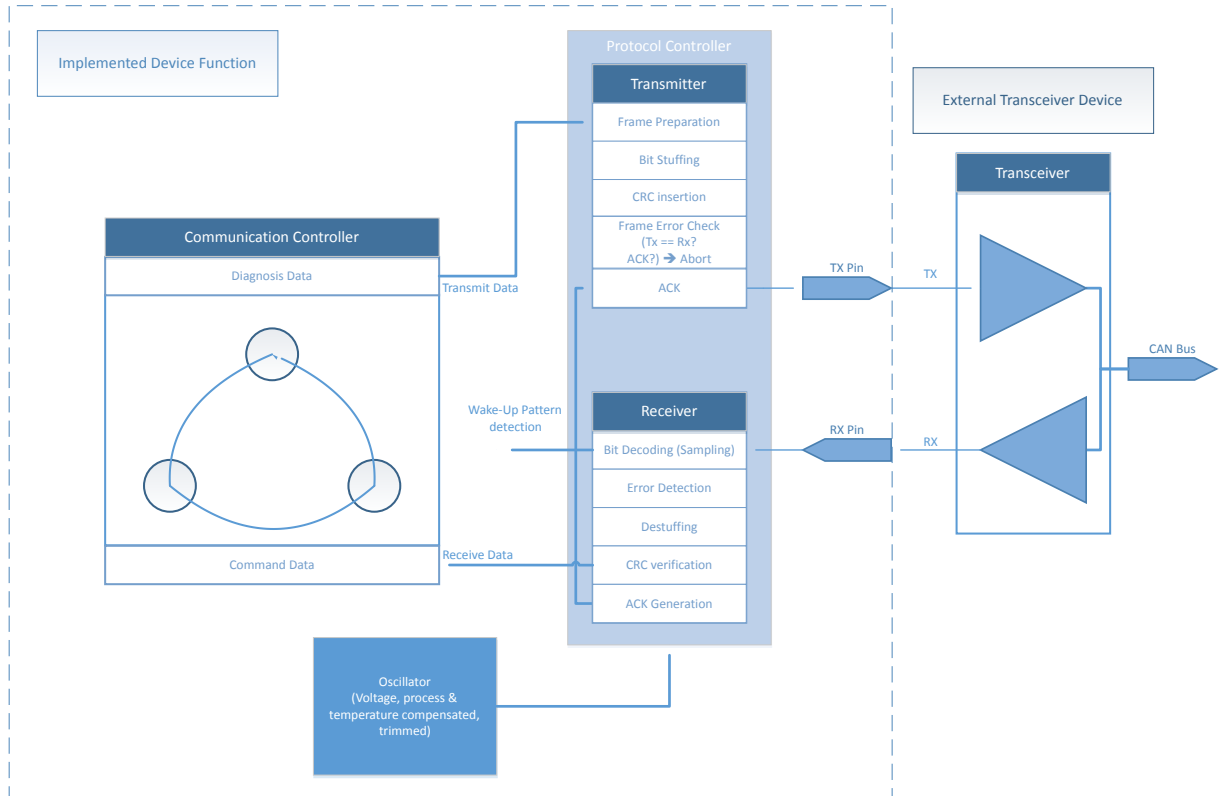 Implemented Device Function
Protocol Controller
Transmitter
Frame Preparation
Bit Stuffing
CRC insertion
Frame Error Check
(Tx == Rx?
ACK?) ➔ Abort
ACK
External Transceiver Device
Transceiver
Communication Controller
Diagnosis Data
Transmit Data
TX Pin
TX
CAN Bus
Wake-Up Pattern
detection
Receiver
Bit Decoding (Sampling)
Error Detection
Destuffing
CRC verification
ACK Generation
RX Pin
RX
Receive Data
Command Data
Oscillator
(Voltage, process &
temperature compensated,
trimmed)